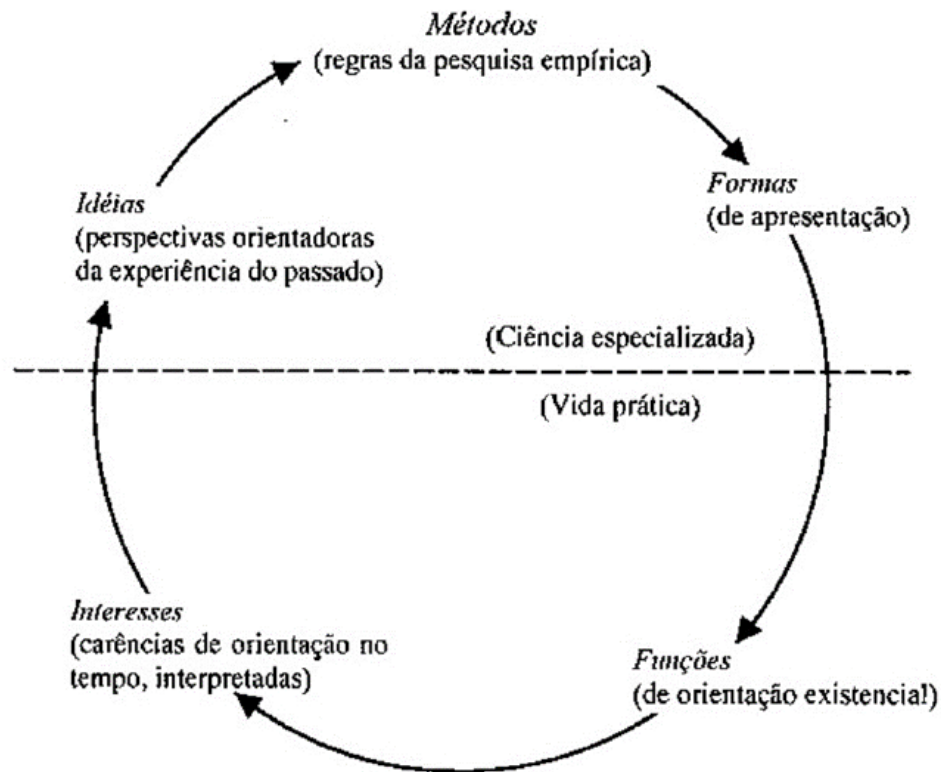 Métodos
(regras da pesquisa empírica)
Formas
(de apresentação)
Idéias
(perspectivas orientadoras
da experiência do passado)
(Ciência especializada)
(Vida prática)
Interesses
(carências de orientação no
tempo, interpretadas)
Funções
(de orientação existencial)